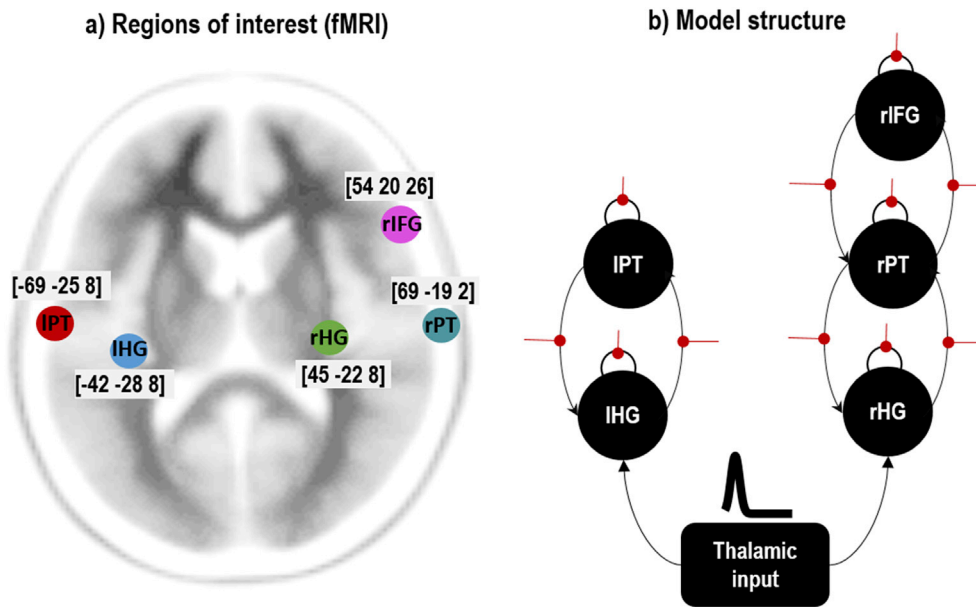 a) Regions of interest (fMRI)
[54 20 26]
rIFG
[-69 -25 8]
[69 -19 2]
lPT
lHG
rHG
rPT
[-42 -28 8]
[45 -22 8]
b) Model structure
rIFG
lPT
rPT
lHG
rHG
Thalamic
input